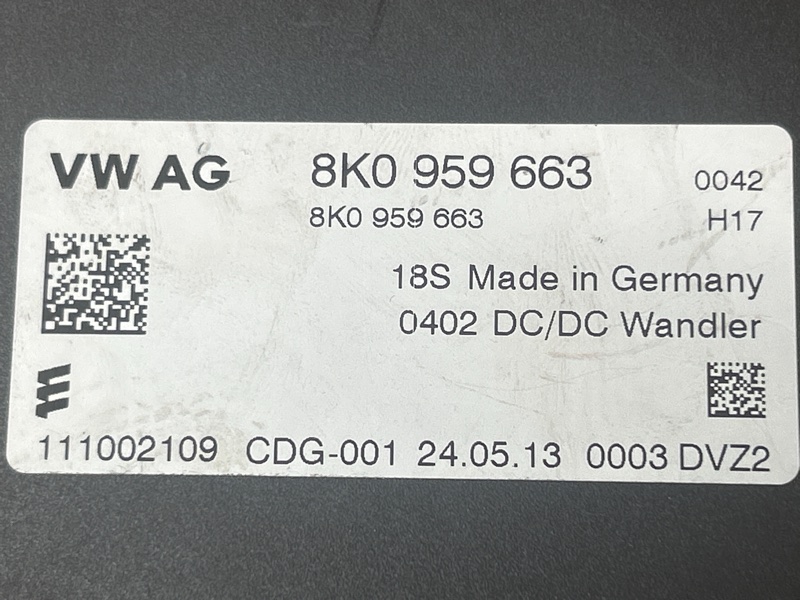 VW AG 8K0 959 663 0042
8K0 959 663 H17
18S Made in Germany
0402 DC/DC Wandler
111002109 CDG-001 24.05.13 0003 DVZ2